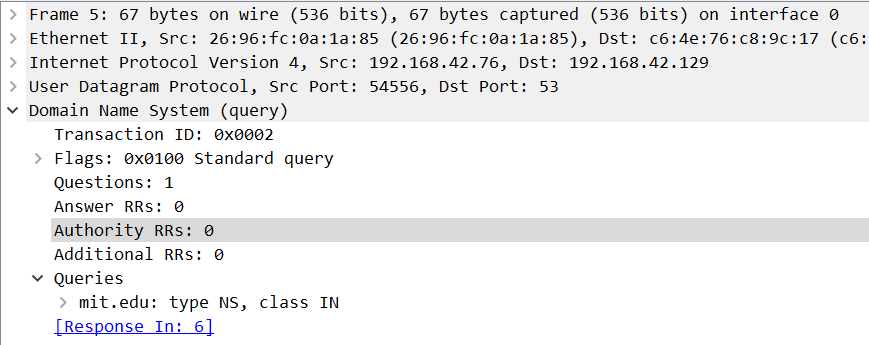 Frame 5: 67 bytes on wire (536 bits), 67 bytes captured (536 bits) on interface 0
Ethernet II, Src: 26:96:fc:0a:1a:85 (26:96:fc:0a:1a:85), Dst: c6:4e:76:c8:9c:17 (c6:
Internet Protocol Version 4, Src: 192.168.42.76, Dst: 192.168.42.129
User Datagram Protocol, Src Port: 54556, Dst Port: 53
Domain Name System (query)
Transaction ID: 0x0002
Flags: 0x0100 Standard query
Questions: 1
Answer RRs: 0
Authority RRs: 0
Additional RRs: 0
Queries
mit.edu: type NS, class IN
[Response In: 6]